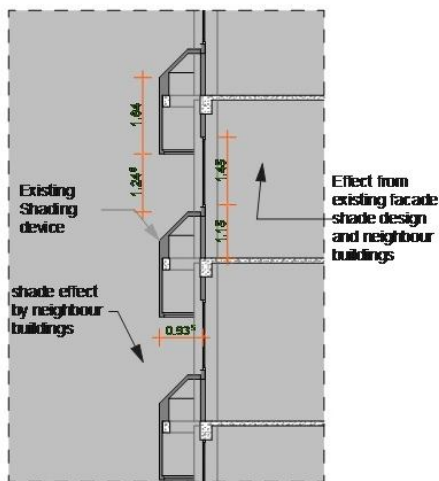 1.64
1.24⁵
1.45
1.15
Existing
Shading
device
Effect from
existing facade
shade design
and neighbour
buildings
shade effect
by neighbour
buildings
0.93⁵